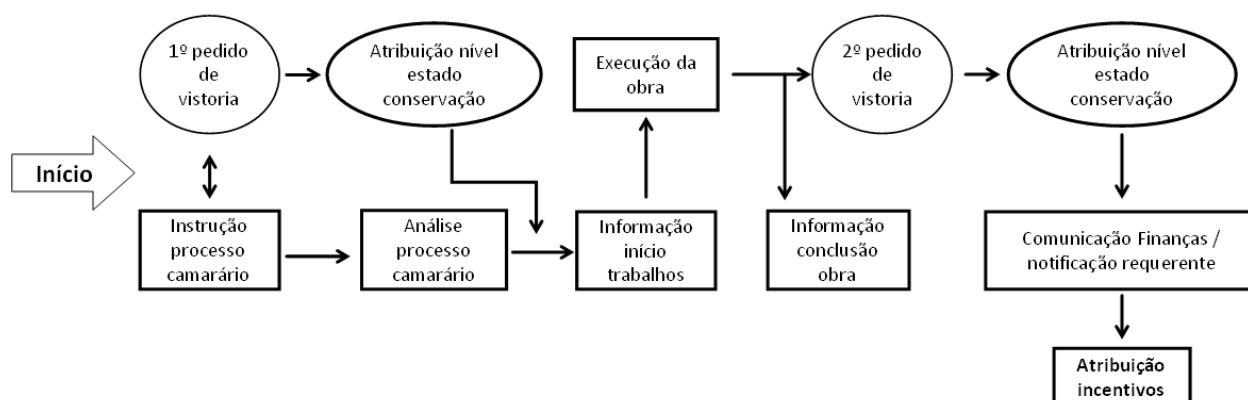 Início
1º pedido
de
vistoria
Atribuição nível
estado
conservação
Instrução
processo
camarário
Análise
processo
camarário
Informação
início
trabalhos
Execução da
obra
Informação
conclusão
obra
2º pedido
de
vistoria
Atribuição nível
estado
conservação
Comunicação Finanças /
notificação requerente
Atribuição
incentivos